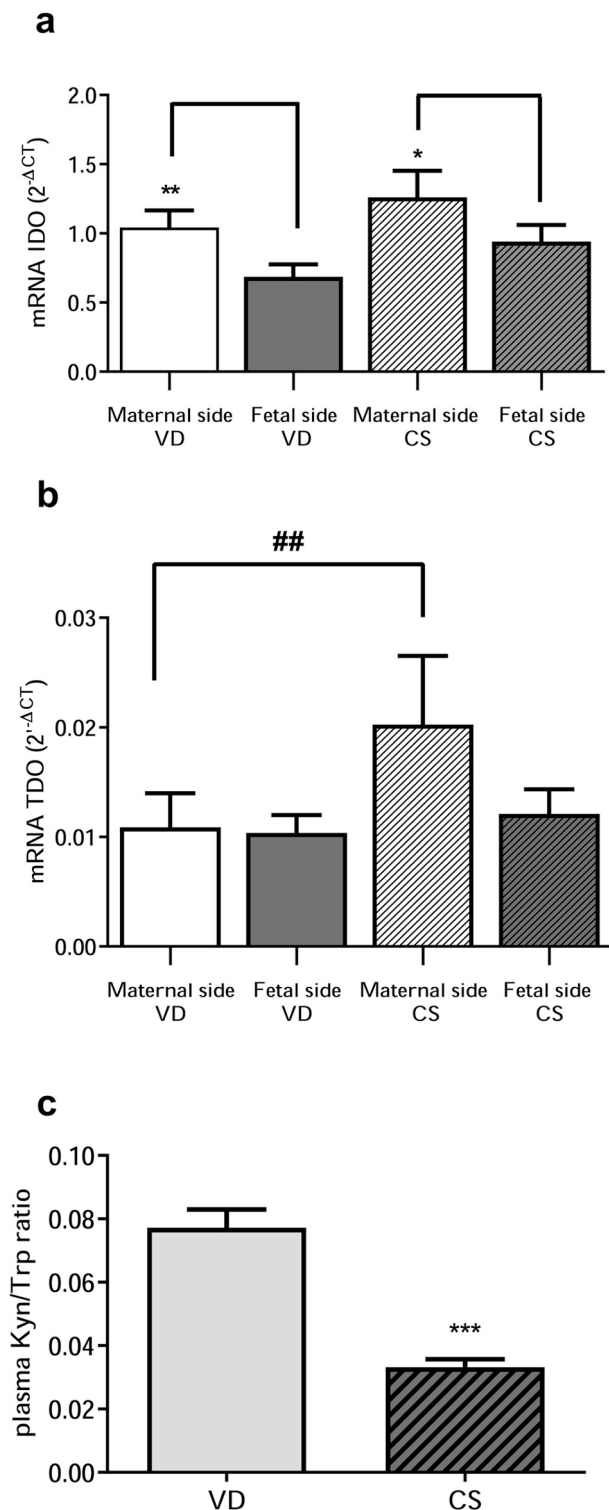 a
mRNA IDO (2-ΔCT)
2.0
1.5
1.0
0.5
0.0
**
*
Maternal side
VD
Fetal side
VD
Maternal side
CS
Fetal side
CS
b
mRNA TDO (2'-ΔCT)
##
0.03
0.02
0.01
0.00
Maternal side
VD
Fetal side
VD
Maternal side
CS
Fetal side
CS
c
plasma Kyn/Trp ratio
0.10
0.08
0.06
0.04
0.02
0.00
***
VD
CS